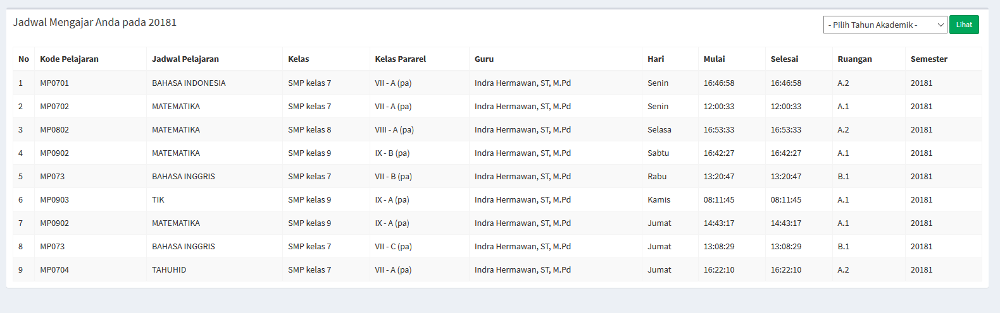 Jadwal Mengajar Anda pada 20181
- Pilih Tahun Akademik - Lihat
No Kode Pelajaran Jadwal Pelajaran Kelas Kelas Pararel Guru Hari Mulai Selesai Ruangan Semester
1 MP0701 BAHASA INDONESIA SMP kelas 7 VII - A (pa) Indra Hermawan, ST, M.Pd Senin 16:46:58 16:46:58 A.2 20181
2 MP0702 MATEMATIKA SMP kelas 7 VII - A (pa) Indra Hermawan, ST, M.Pd Senin 12:00:33 12:00:33 A.1 20181
3 MP0802 MATEMATIKA SMP kelas 8 VIII - A (pa) Indra Hermawan, ST, M.Pd Selasa 16:53:33 16:53:33 A.2 20181
4 MP0902 MATEMATIKA SMP kelas 9 IX - B (pa) Indra Hermawan, ST, M.Pd Sabtu 16:42:27 16:42:27 A.1 20181
5 MP073 BAHASA INGGRIS SMP kelas 7 VII - B (pa) Indra Hermawan, ST, M.Pd Rabu 13:20:47 13:20:47 B.1 20181
6 MP0903 TIK SMP kelas 9 IX - A (pa) Indra Hermawan, ST, M.Pd Kamis 08:11:45 08:11:45 A.1 20181
7 MP0902 MATEMATIKA SMP kelas 9 IX - A (pa) Indra Hermawan, ST, M.Pd Jumat 14:43:17 14:43:17 A.1 20181
8 MP073 BAHASA INGGRIS SMP kelas 7 VII - C (pa) Indra Hermawan, ST, M.Pd Jumat 13:08:29 13:08:29 B.1 20181
9 MP0704 TAHUHID SMP kelas 7 VII - A (pa) Indra Hermawan, ST, M.Pd Jumat 16:22:10 16:22:10 A.2 20181